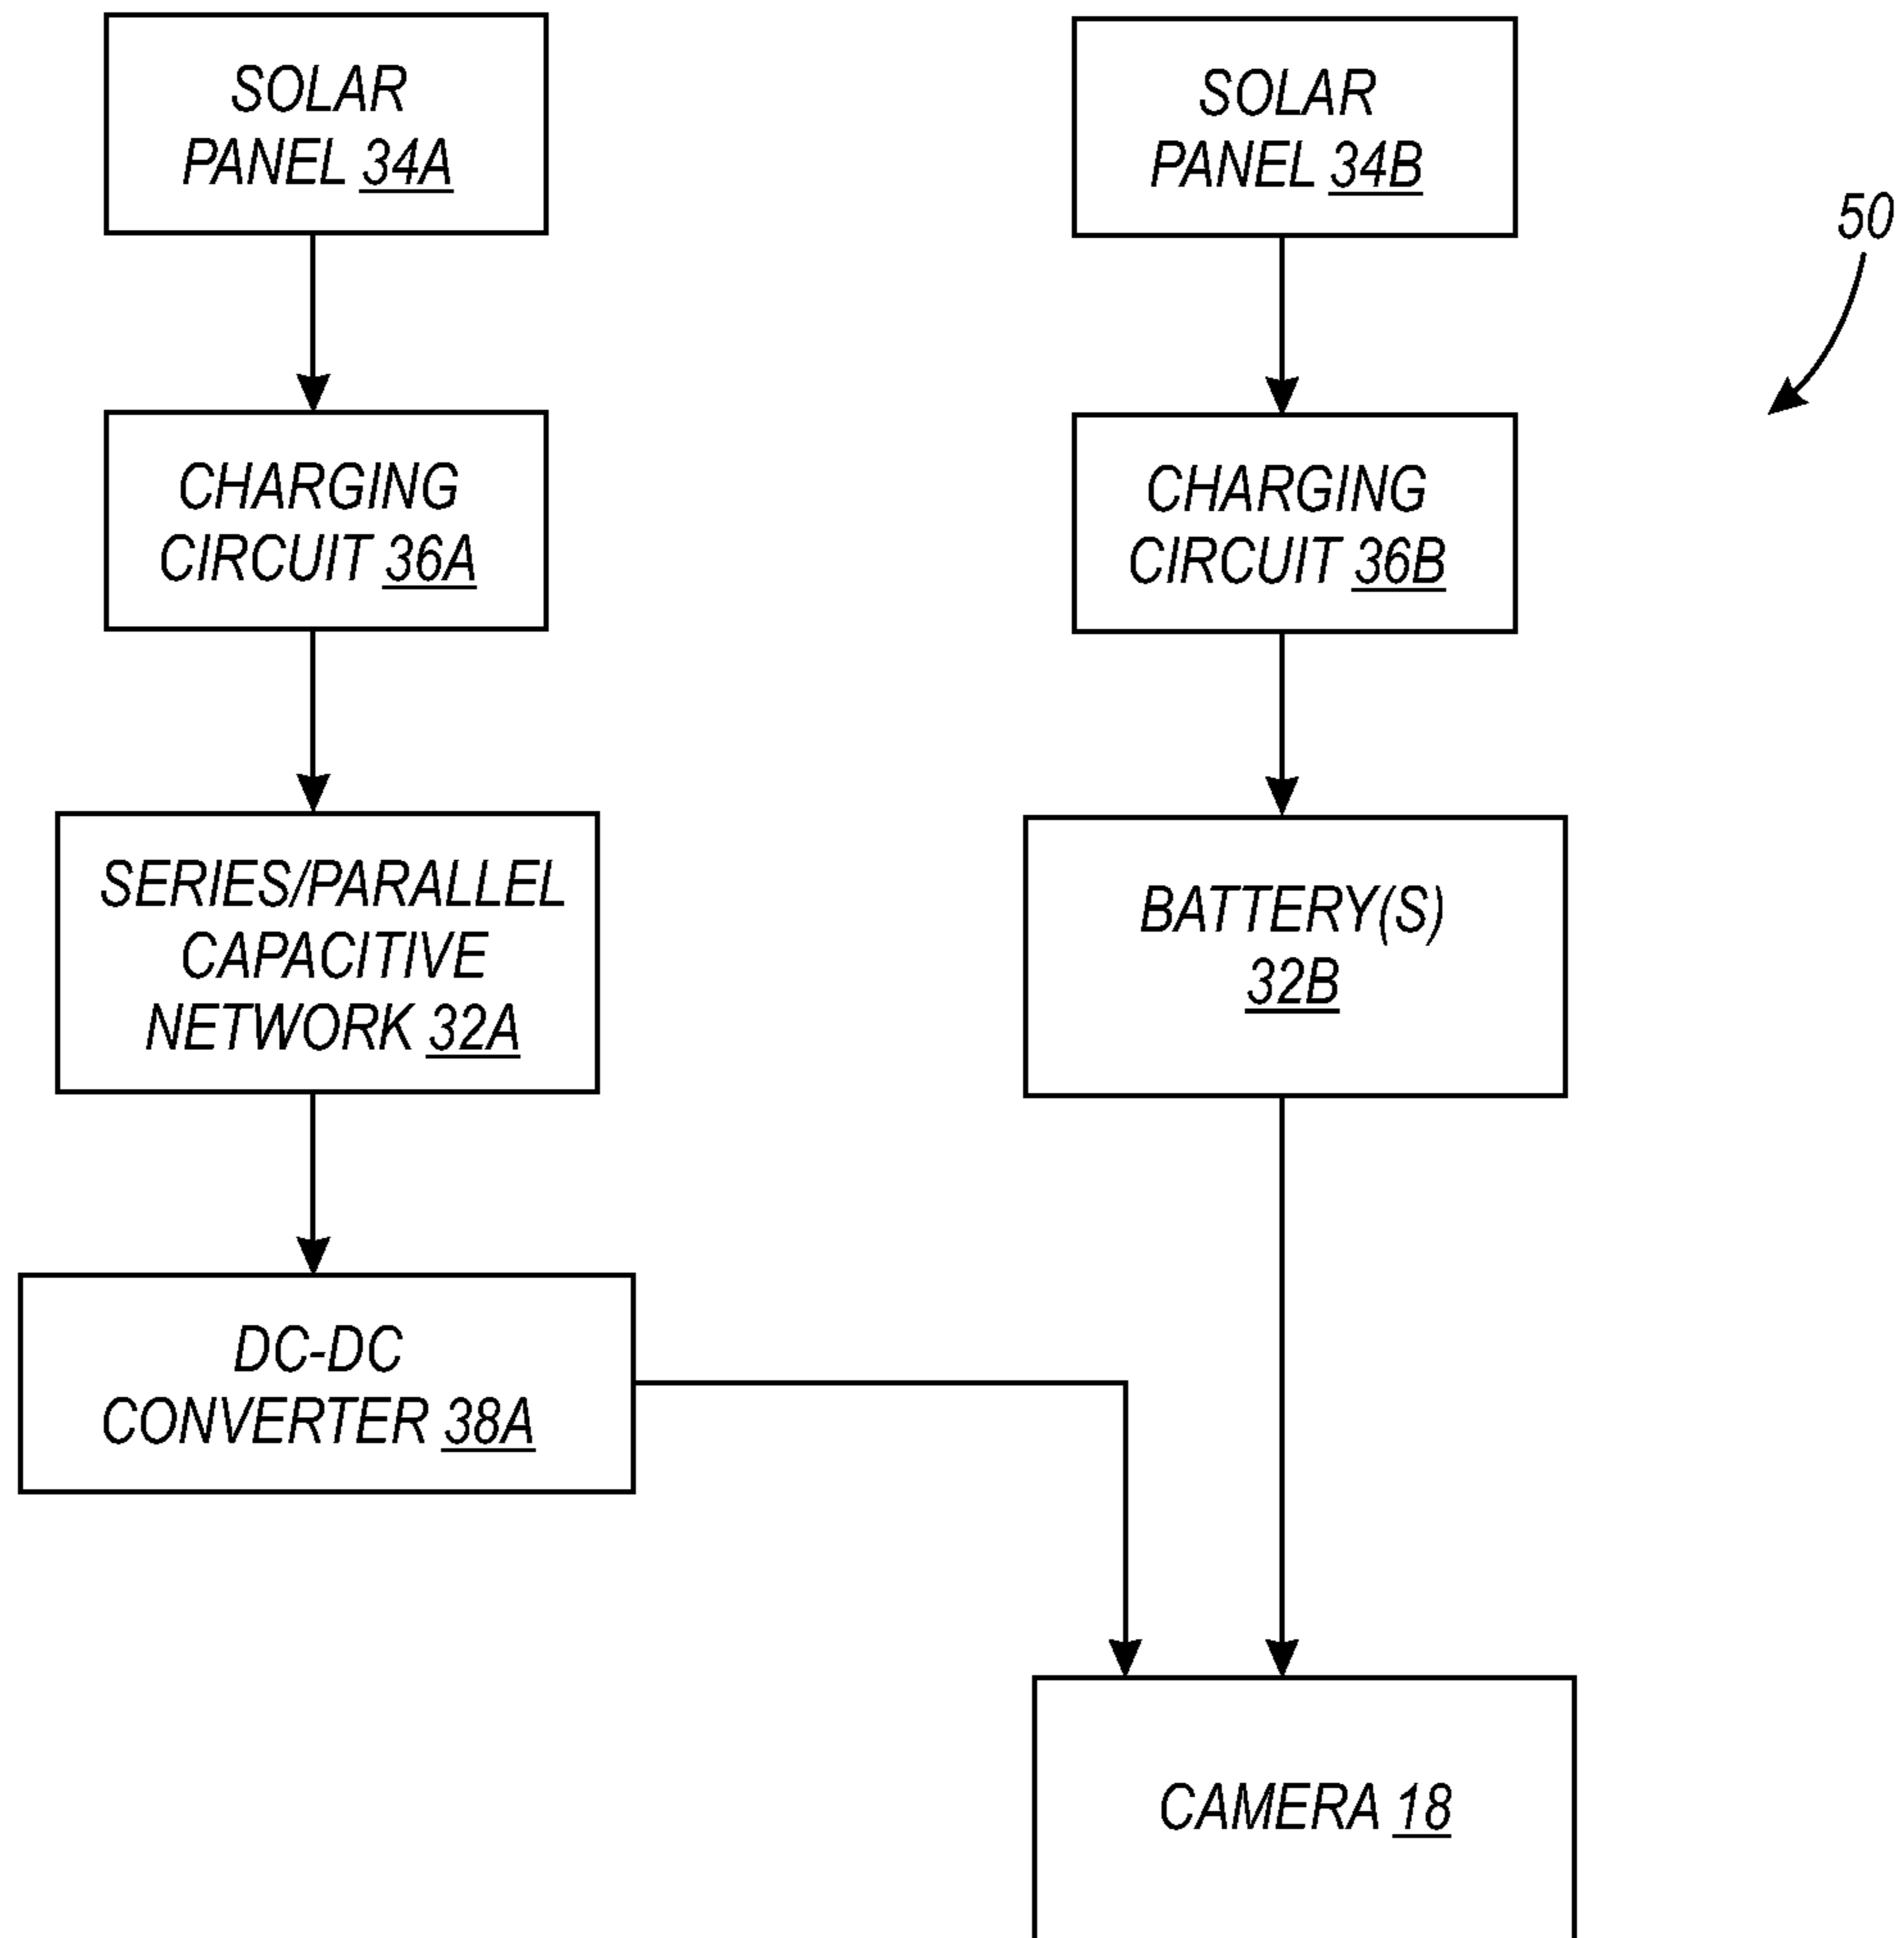 SOLAR
PANEL 34A
SOLAR
PANEL 34B
50
CHARGING
CIRCUIT 36A
CHARGING
CIRCUIT 36B
SERIES/PARALLEL
CAPACITIVE
NETWORK 32A
BATTERY(S)
32B
DC-DC
CONVERTER 38A
CAMERA 18